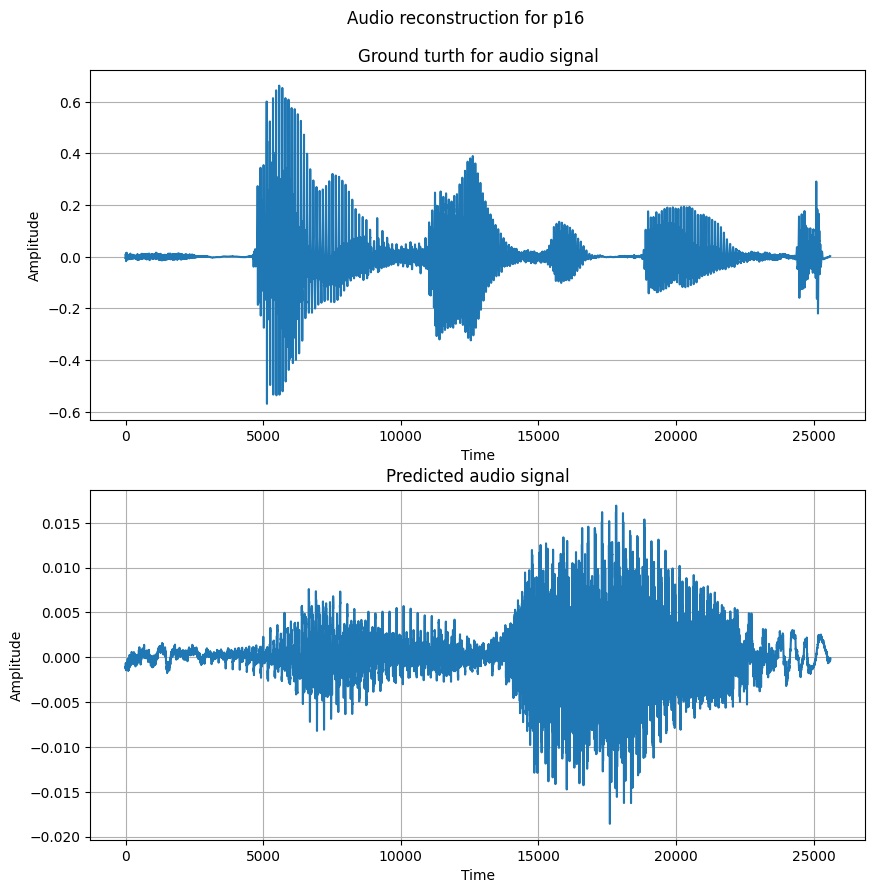 Audio reconstruction for p16
Ground turth for audio signal
0.6
0.4
0.2
0.0
−0.2
−0.4
−0.6
Amplitude
0 5000 10000 15000 20000 25000
Time
Predicted audio signal
0.015
0.010
0.005
0.000
−0.005
−0.010
−0.015
−0.020
Amplitude
0 5000 10000 15000 20000 25000
Time